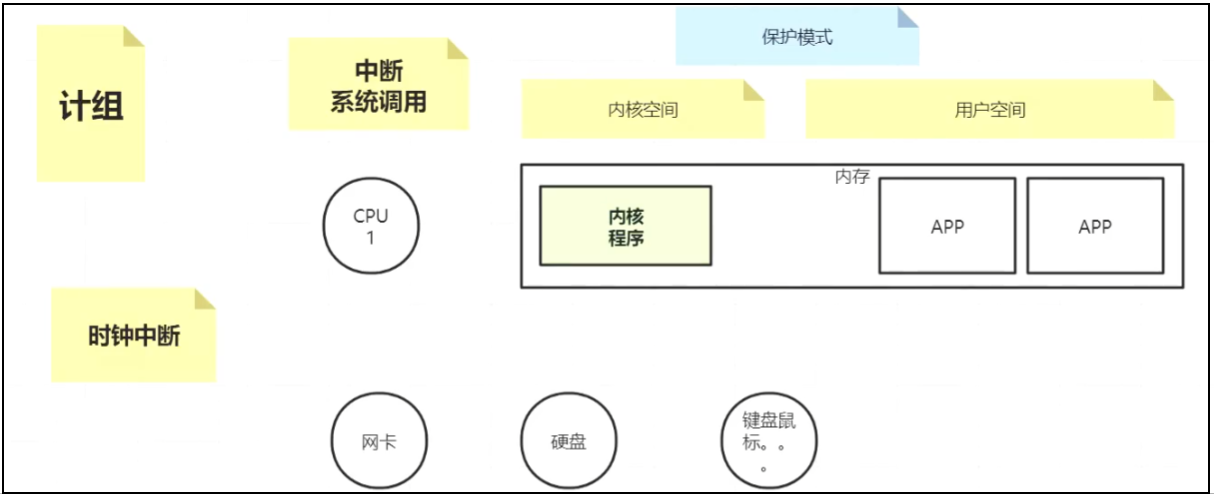 保护模式
计组
中断
系统调用
内核空间
用户空间
内存
CPU
1
内核
程序
APP
APP
时钟中断
网卡
硬盘
键盘鼠
标。。
。